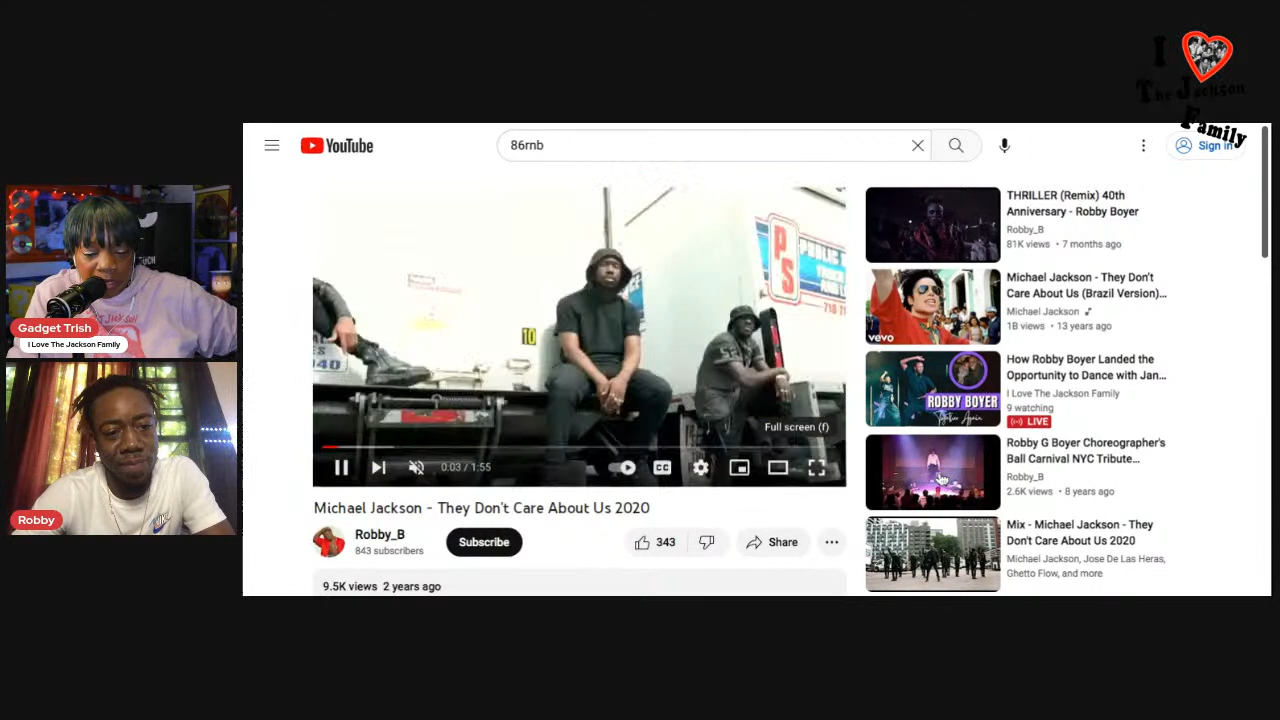 I
The Jackson
Family
YouTube
86rnb
Sign in
Gadget Trish
I Love The Jackson Family
Robby
10
PS
PUBLIC
Full screen (f)
0:03 / 1:55
CC
Michael Jackson - They Don't Care About Us 2020
Robby_B
843 subscribers
Subscribe
343
Share
9.5K views 2 years ago
THRILLER (Remix) 40th
Anniversary - Robby Boyer
Robby_B
81K views • 7 months ago
vevo
Michael Jackson - They Don't
Care About Us (Brazil Version)...
Michael Jackson
1B views • 13 years ago
ROBBY BOYER
Together Again
How Robby Boyer Landed the
Opportunity to Dance with Jan...
I Love The Jackson Family
9 watching
LIVE
Robby G Boyer Choreographer's
Ball Carnival NYC Tribute...
Robby_B
2.6K views • 8 years ago
Mix - Michael Jackson - They
Don't Care About Us 2020
Michael Jackson, Jose De Las Heras,
Ghetto Flow, and more